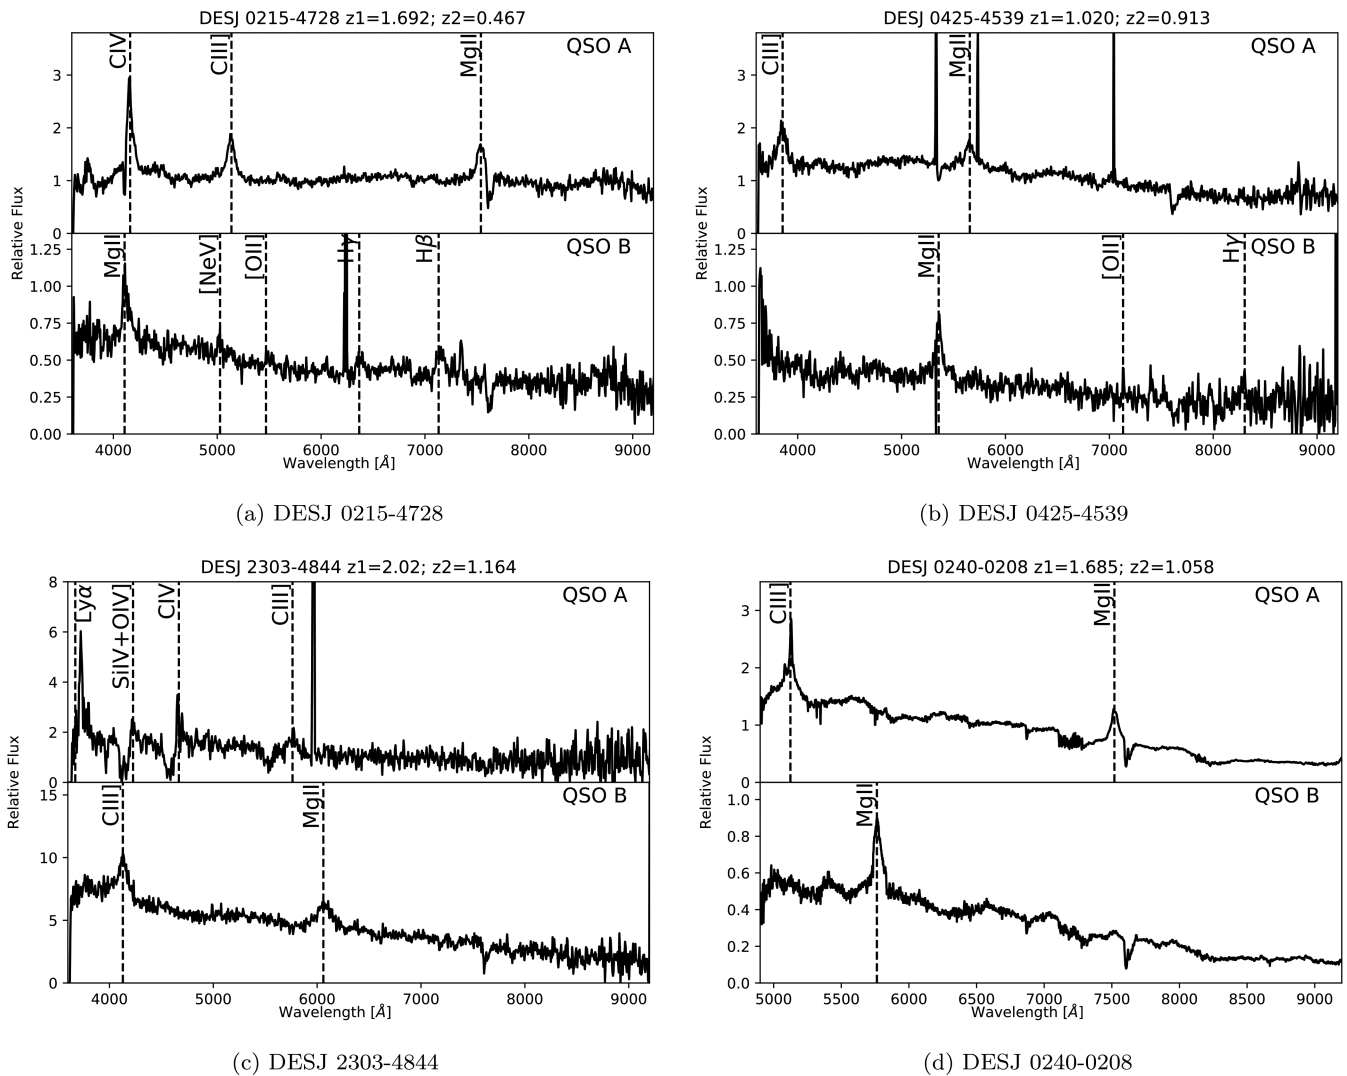 DESJ 0215-4728 z1=1.692; z2=0.467
QSO A
CIV
CIII]
MgII
3
2
1
0
Relative Flux
QSO B
MgII
[NeV]
[OII]
Hγ
Hβ
1.25
1.00
0.75
0.50
0.25
0.00
4000 5000 6000 7000 8000 9000
Wavelength [Å]
(a) DESJ 0215-4728
DESJ 0425-4539 z1=1.020; z2=0.913
QSO A
CIII]
MgII
3
2
1
0
Relative Flux
QSO B
MgII
[OII]
Hγ
1.25
1.00
0.75
0.50
0.25
0.00
4000 5000 6000 7000 8000 9000
Wavelength [Å]
(b) DESJ 0425-4539
DESJ 2303-4844 z1=2.02; z2=1.164
QSO A
Lyα
SiIV+OIV]
CIV
CIII]
8
6
4
2
0
Relative Flux
QSO B
CIII]
MgII
15
10
5
0
4000 5000 6000 7000 8000 9000
Wavelength [Å]
(c) DESJ 2303-4844
DESJ 0240-0208 z1=1.685; z2=1.058
QSO A
CIII]
MgII
3
2
1
0
Relative Flux
QSO B
MgII
1.0
0.8
0.6
0.4
0.2
0.0
5000 5500 6000 6500 7000 7500 8000 8500 9000
Wavelength [Å]
(d) DESJ 0240-0208